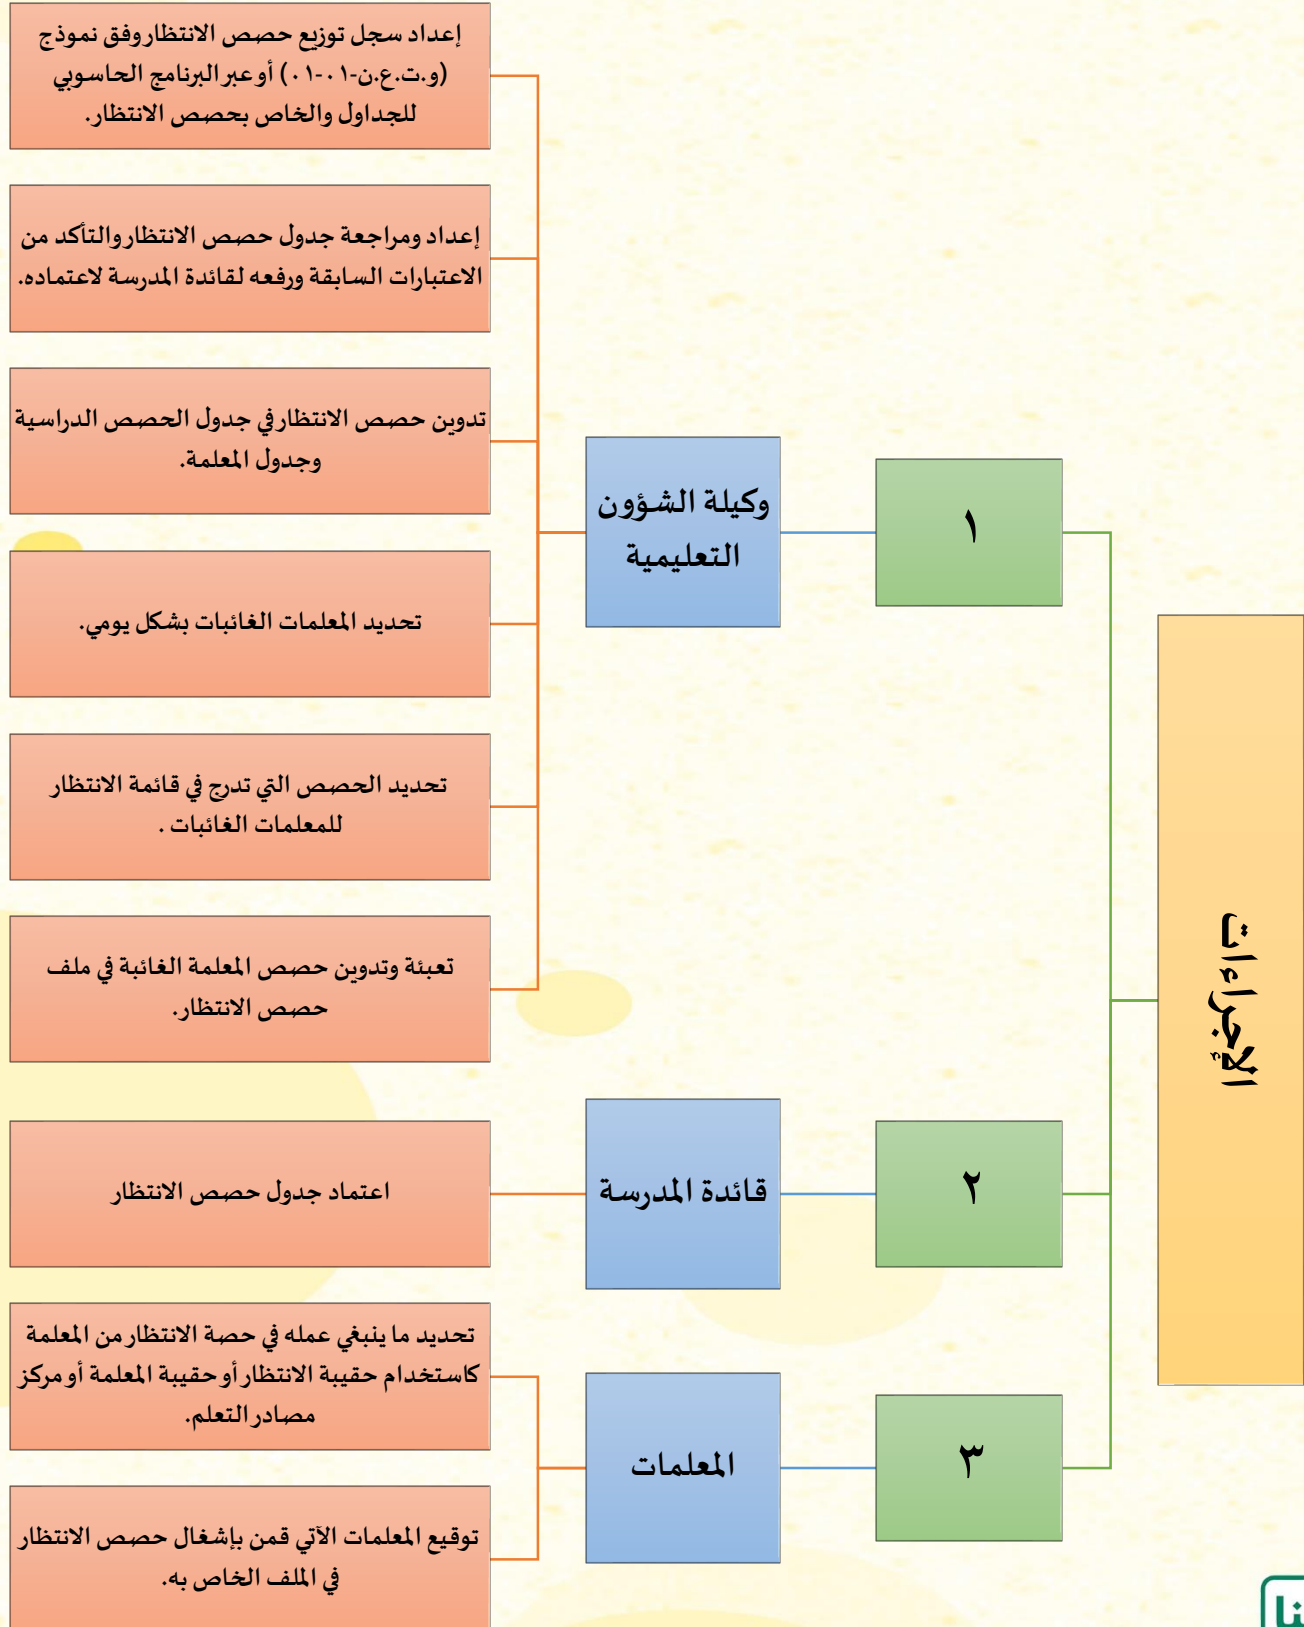 الإجراءات
١
وكيلة الشؤون
التعليمية
إعداد سجل توزيع حصص الانتظار وفق نموذج
(و.ت.ع.ن-٠١-٠١) أو عبر البرنامج الحاسوبي
للجداول والخاص بحصص الانتظار.
إعداد ومراجعة جدول حصص الانتظار والتأكد من
الاعتبارات السابقة ورفعه لقائدة المدرسة لاعتماده.
تدوين حصص الانتظار في جدول الحصص الدراسية
وجدول المعلمة.
تحديد المعلمات الغائبات بشكل يومي.
تحديد الحصص التي تدرج في قائمة الانتظار
للمعلمات الغائبات .
تعبئة وتدوين حصص المعلمة الغائبة في ملف
حصص الانتظار.
٢
قائدة المدرسة
اعتماد جدول حصص الانتظار
٣
المعلمات
تحديد ما ينبغي عمله في حصة الانتظار من المعلمة
كاستخدام حقيبة الانتظار أو حقيبة المعلمة أو مركز
مصادر التعلم.
توقيع المعلمات الآتي قمن بإشغال حصص الانتظار
في الملف الخاص به.